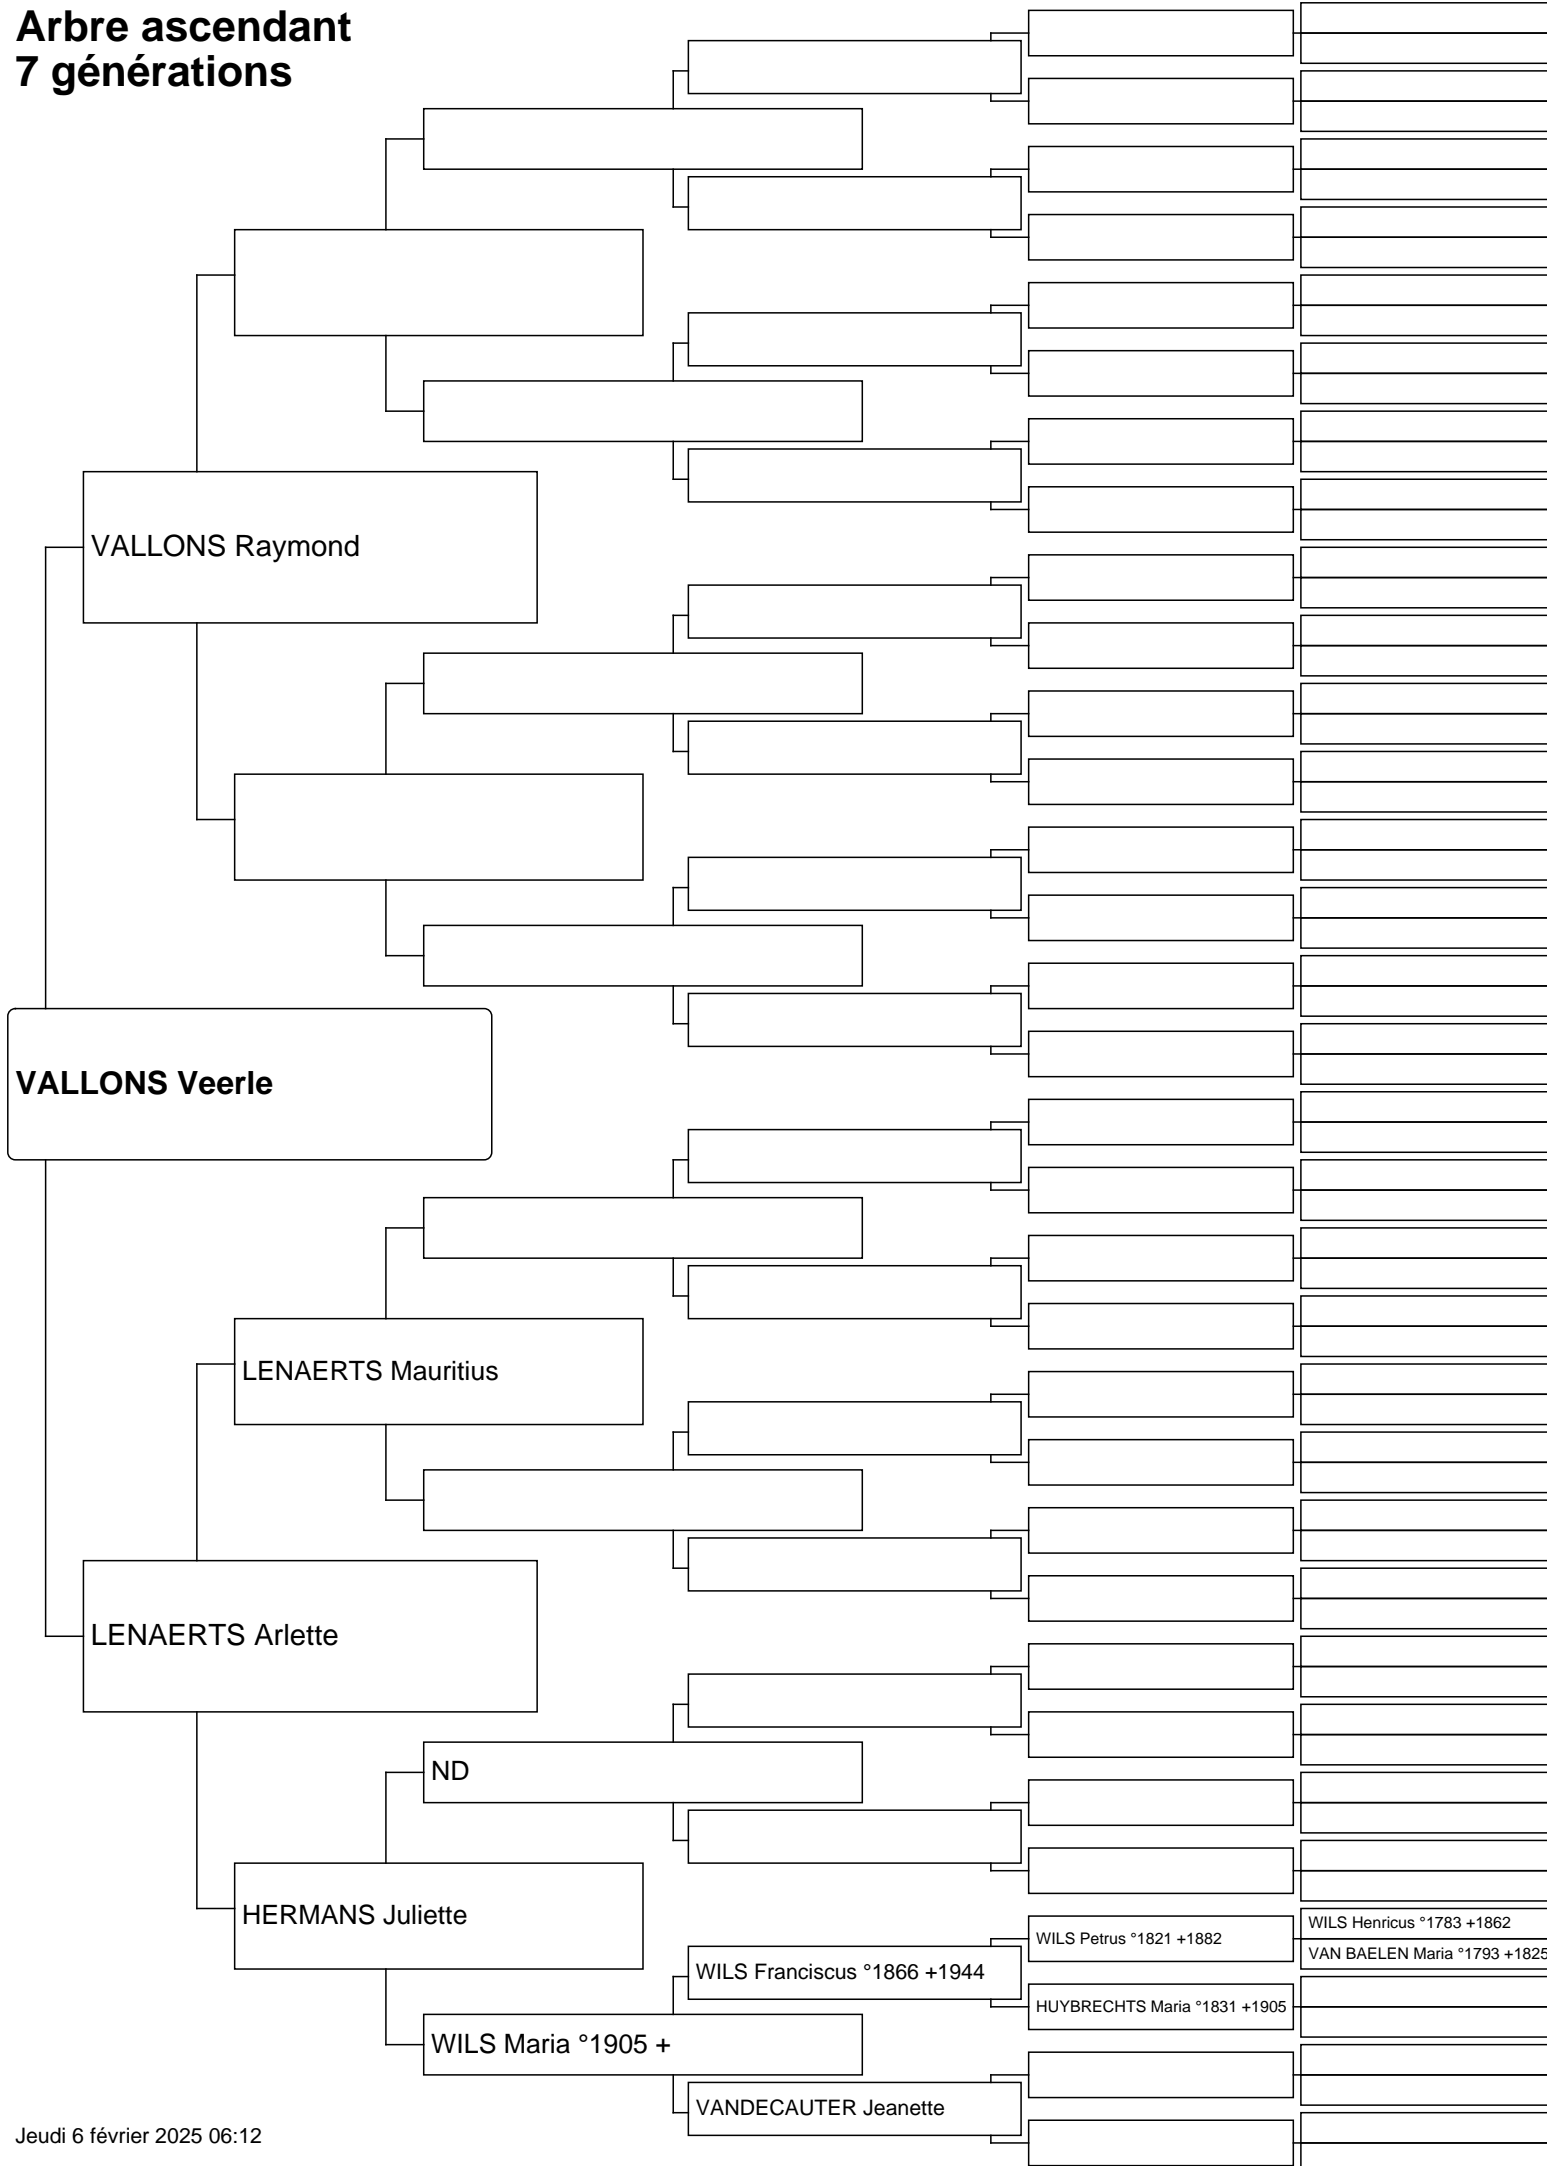 Arbre ascendant
7 générations
VALLONS Raymond
VALLONS Veerle
LENAERTS Mauritius
LENAERTS Arlette
ND
HERMANS Juliette
WILS Henricus °1783 +1862
WILS Petrus °1821 +1882
VAN BAELEN Maria °1793 +1825
WILS Franciscus °1866 +1944
HUYBRECHTS Maria °1831 +1905
WILS Maria °1905 +
VANDECAUTER Jeanette
Jeudi 6 février 2025 06:12